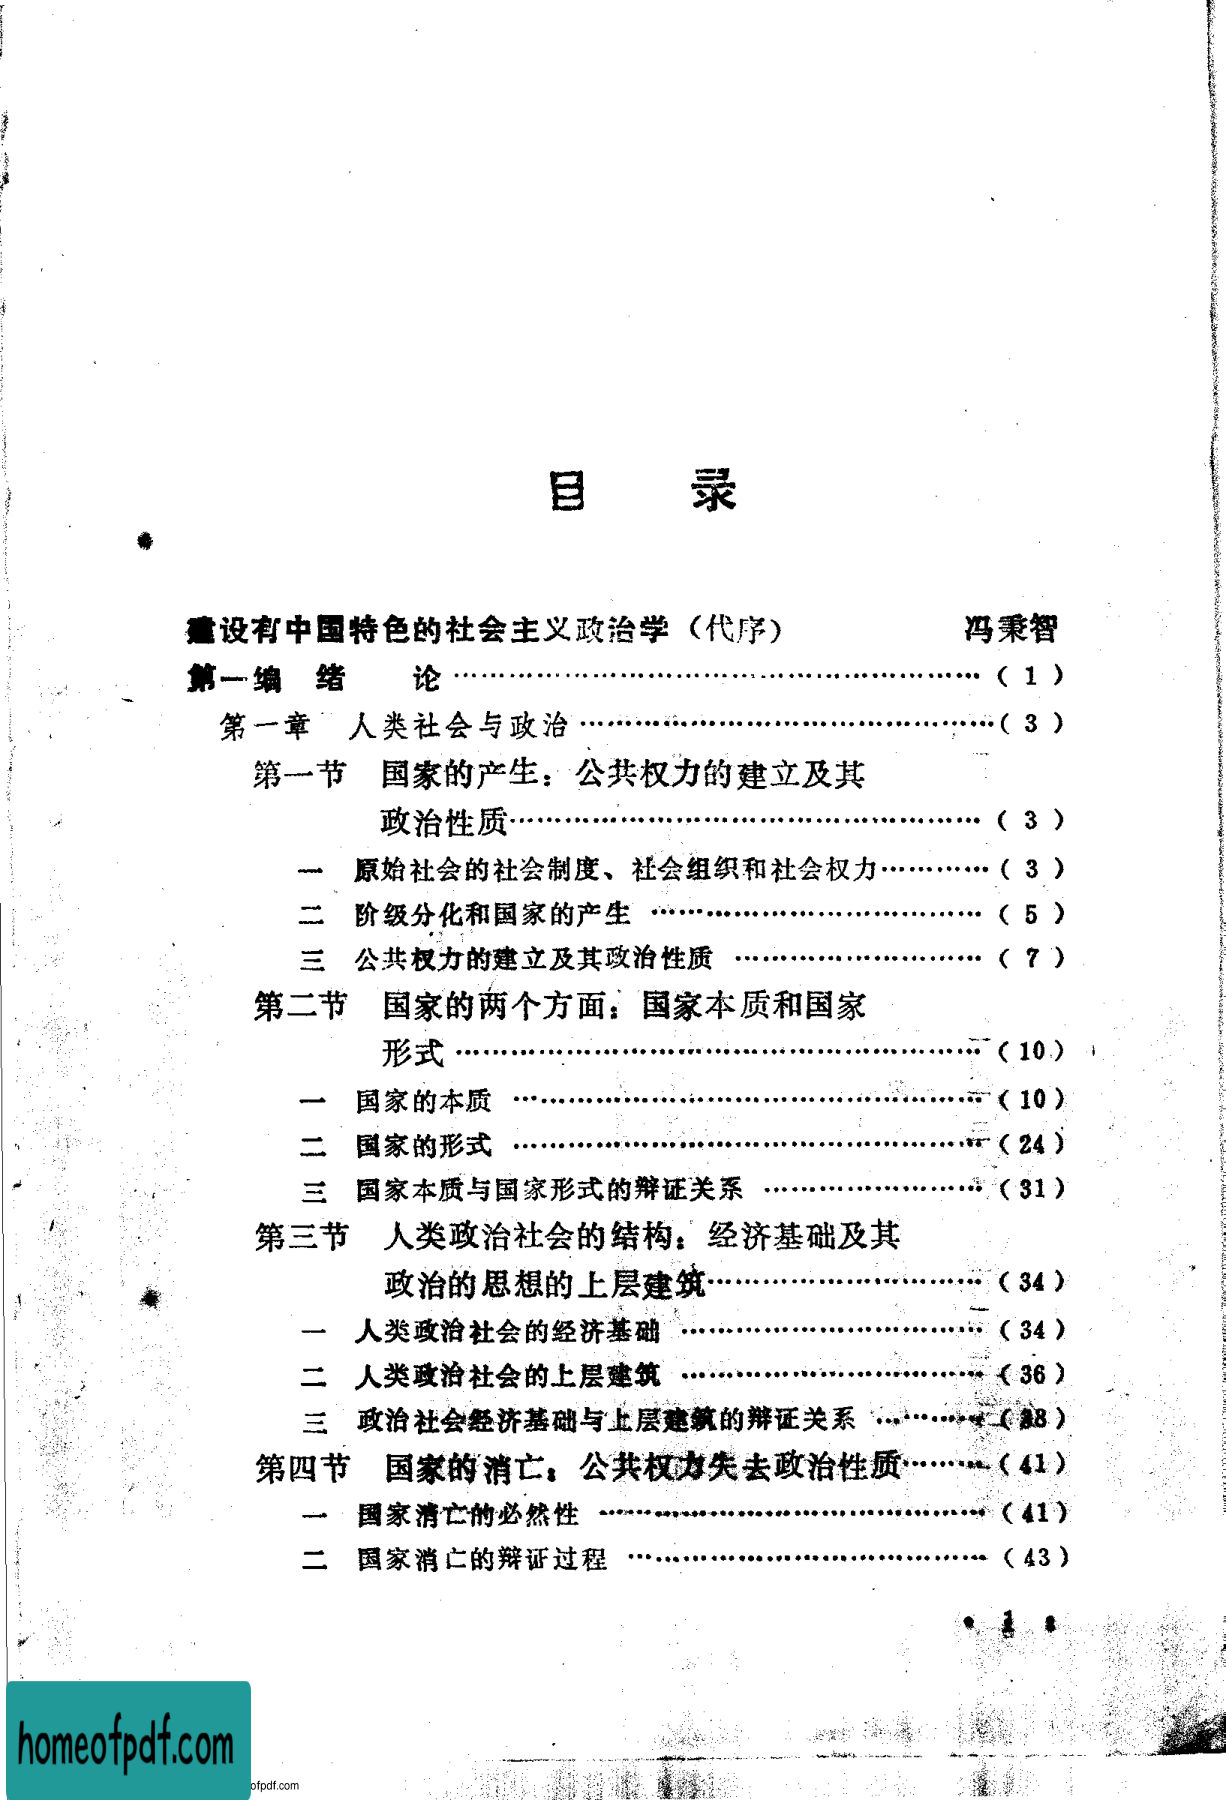 目　录
建设有中国特色的社会主义政治学（代序）　冯秉智
第一编　绪　论……………………………………（1）
第一章　人类社会与政治……………………………（3）
第一节　国家的产生：公共权力的建立及其
政治性质……………………………………（3）
一　原始社会的社会制度、社会组织和社会权力…………（3）
二　阶级分化和国家的产生……………………………（5）
三　公共权力的建立及其政治性质……………………（7）
第二节　国家的两个方面：国家本质和国家
形式……………………………………（10）
一　国家的本质……………………………………（10）
二　国家的形式……………………………………（24）
三　国家本质与国家形式的辩证关系……………………（31）
第三节　人类政治社会的结构：经济基础及其
政治的思想的上层建筑……………………（34）
一　人类政治社会的经济基础……………………（34）
二　人类政治社会的上层建筑……………………（36）
三　政治社会经济基础与上层建筑的辩证关系…………（38）
第四节　国家的消亡：公共权力失去政治性质………（41）
一　国家消亡的必然性……………………………（41）
二　国家消亡的辩证过程……………………………（43）
• 1 •
homeofpdf.com
ofpdf.com